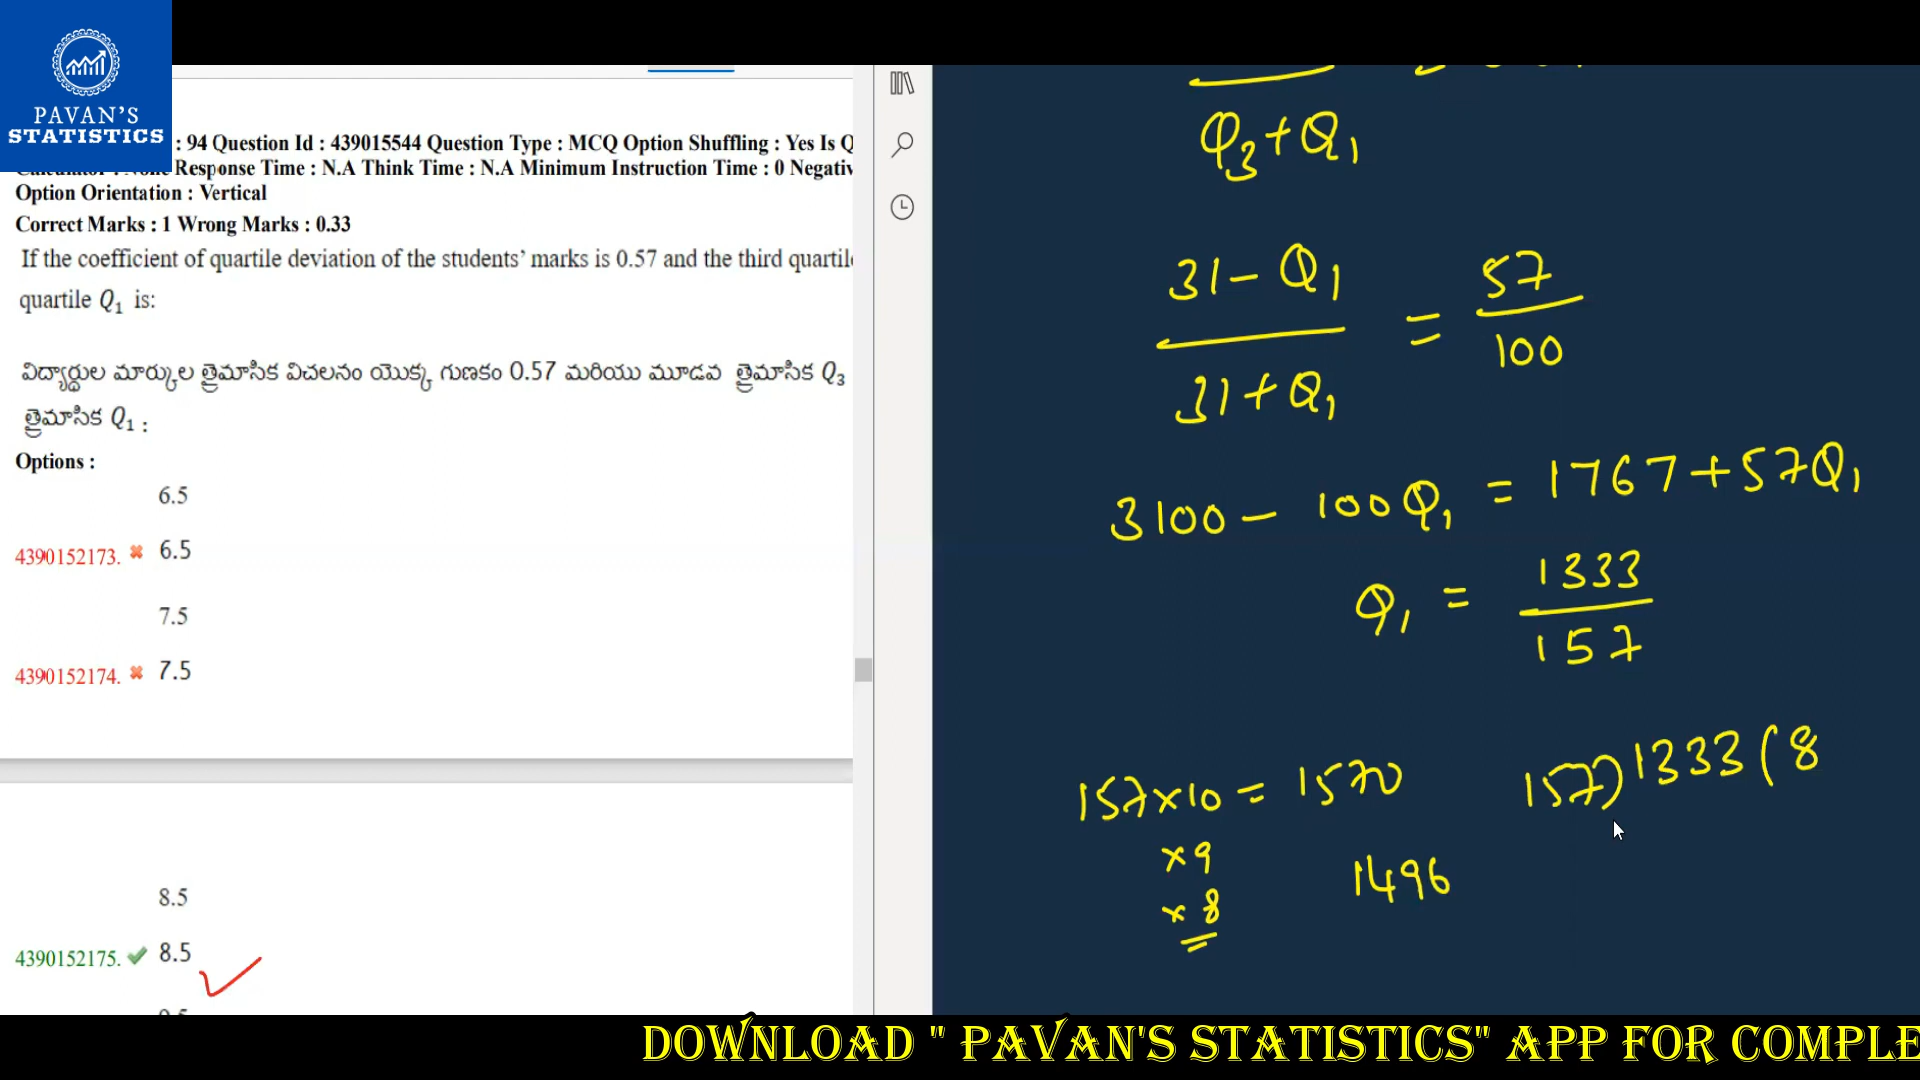 PAVAN'S
STATISTICS
: 94 Question Id : 439015544 Question Type : MCQ Option Shuffling : Yes Is Q
Response Time : N.A Think Time : N.A Minimum Instruction Time : 0 Negativ
Option Orientation : Vertical
Correct Marks : 1 Wrong Marks : 0.33
If the coefficient of quartile deviation of the students' marks is 0.57 and the third quartile
quartile Q₁ is:
విద్యార్థుల మార్కుల త్రైమాసిక విచలనం యొక్క గుణకం 0.57 మరియు మూడవ త్రైమాసిక Q₃
త్రైమాసిక Q₁ :
Options :
6.5
4390152173. ✖ 6.5
7.5
4390152174. ✖ 7.5
8.5
4390152175. ✔ 8.5
Q₃+Q₁
31 - Q₁
31 + Q₁
=
57
100
3100 - 100Q₁ = 1767 + 57Q₁
Q₁ =
1333
157
157×10 = 1570
×9
×8
1496
157)1333(8
DOWNLOAD " PAVAN'S STATISTICS" APP FOR COMPLE